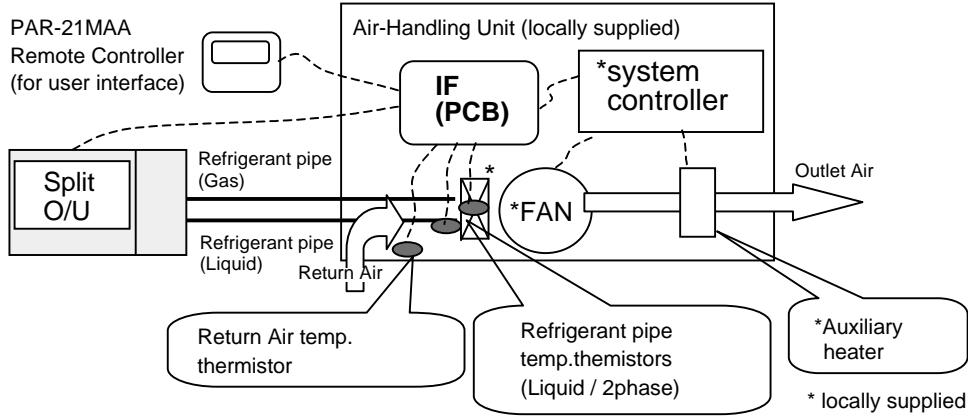 PAR-21MAA
Remote Controller
(for user interface)
Air-Handling Unit (locally supplied)
IF
(PCB)
*system
controller
Split
O/U
Refrigerant pipe
(Gas)
Refrigerant pipe
(Liquid)
Return Air
*
*FAN
Outlet Air
Return Air temp.
thermistor
Refrigerant pipe
temp.themistors
(Liquid / 2phase)
*Auxiliary
heater
* locally supplied